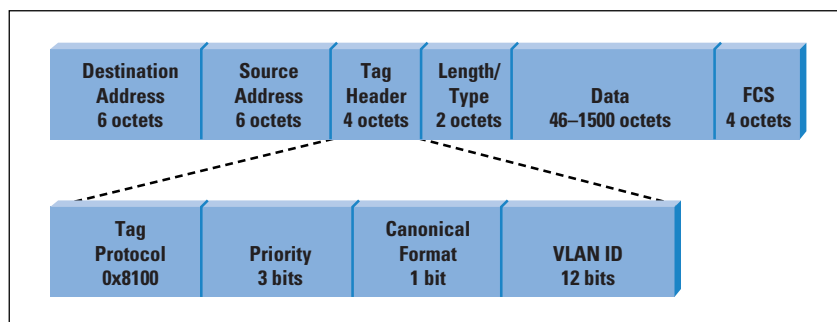 Destination
Address
6 octets
Source
Address
6 octets
Tag
Header
4 octets
Length/
Type
2 octets
Data
46–1500 octets
FCS
4 octets
Tag
Protocol
0x8100
Priority
3 bits
Canonical
Format
1 bit
VLAN ID
12 bits